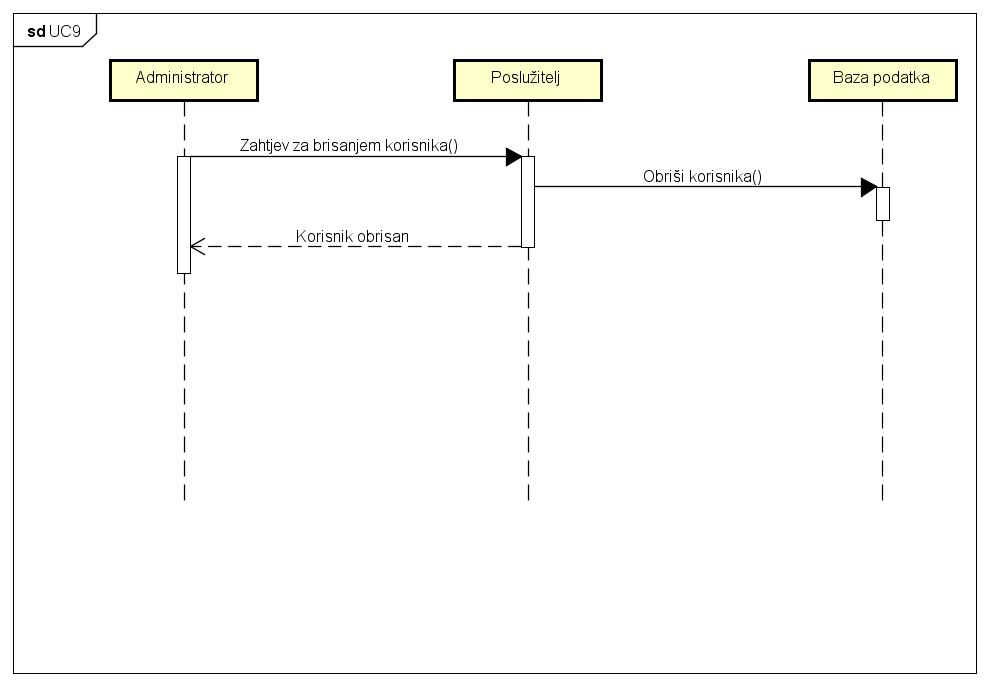 sd UC9
Administrator
Poslužitelj
Baza podatka
Zahtjev za brisanjem korisnika()
Obriši korisnika()
Korisnik obrisan